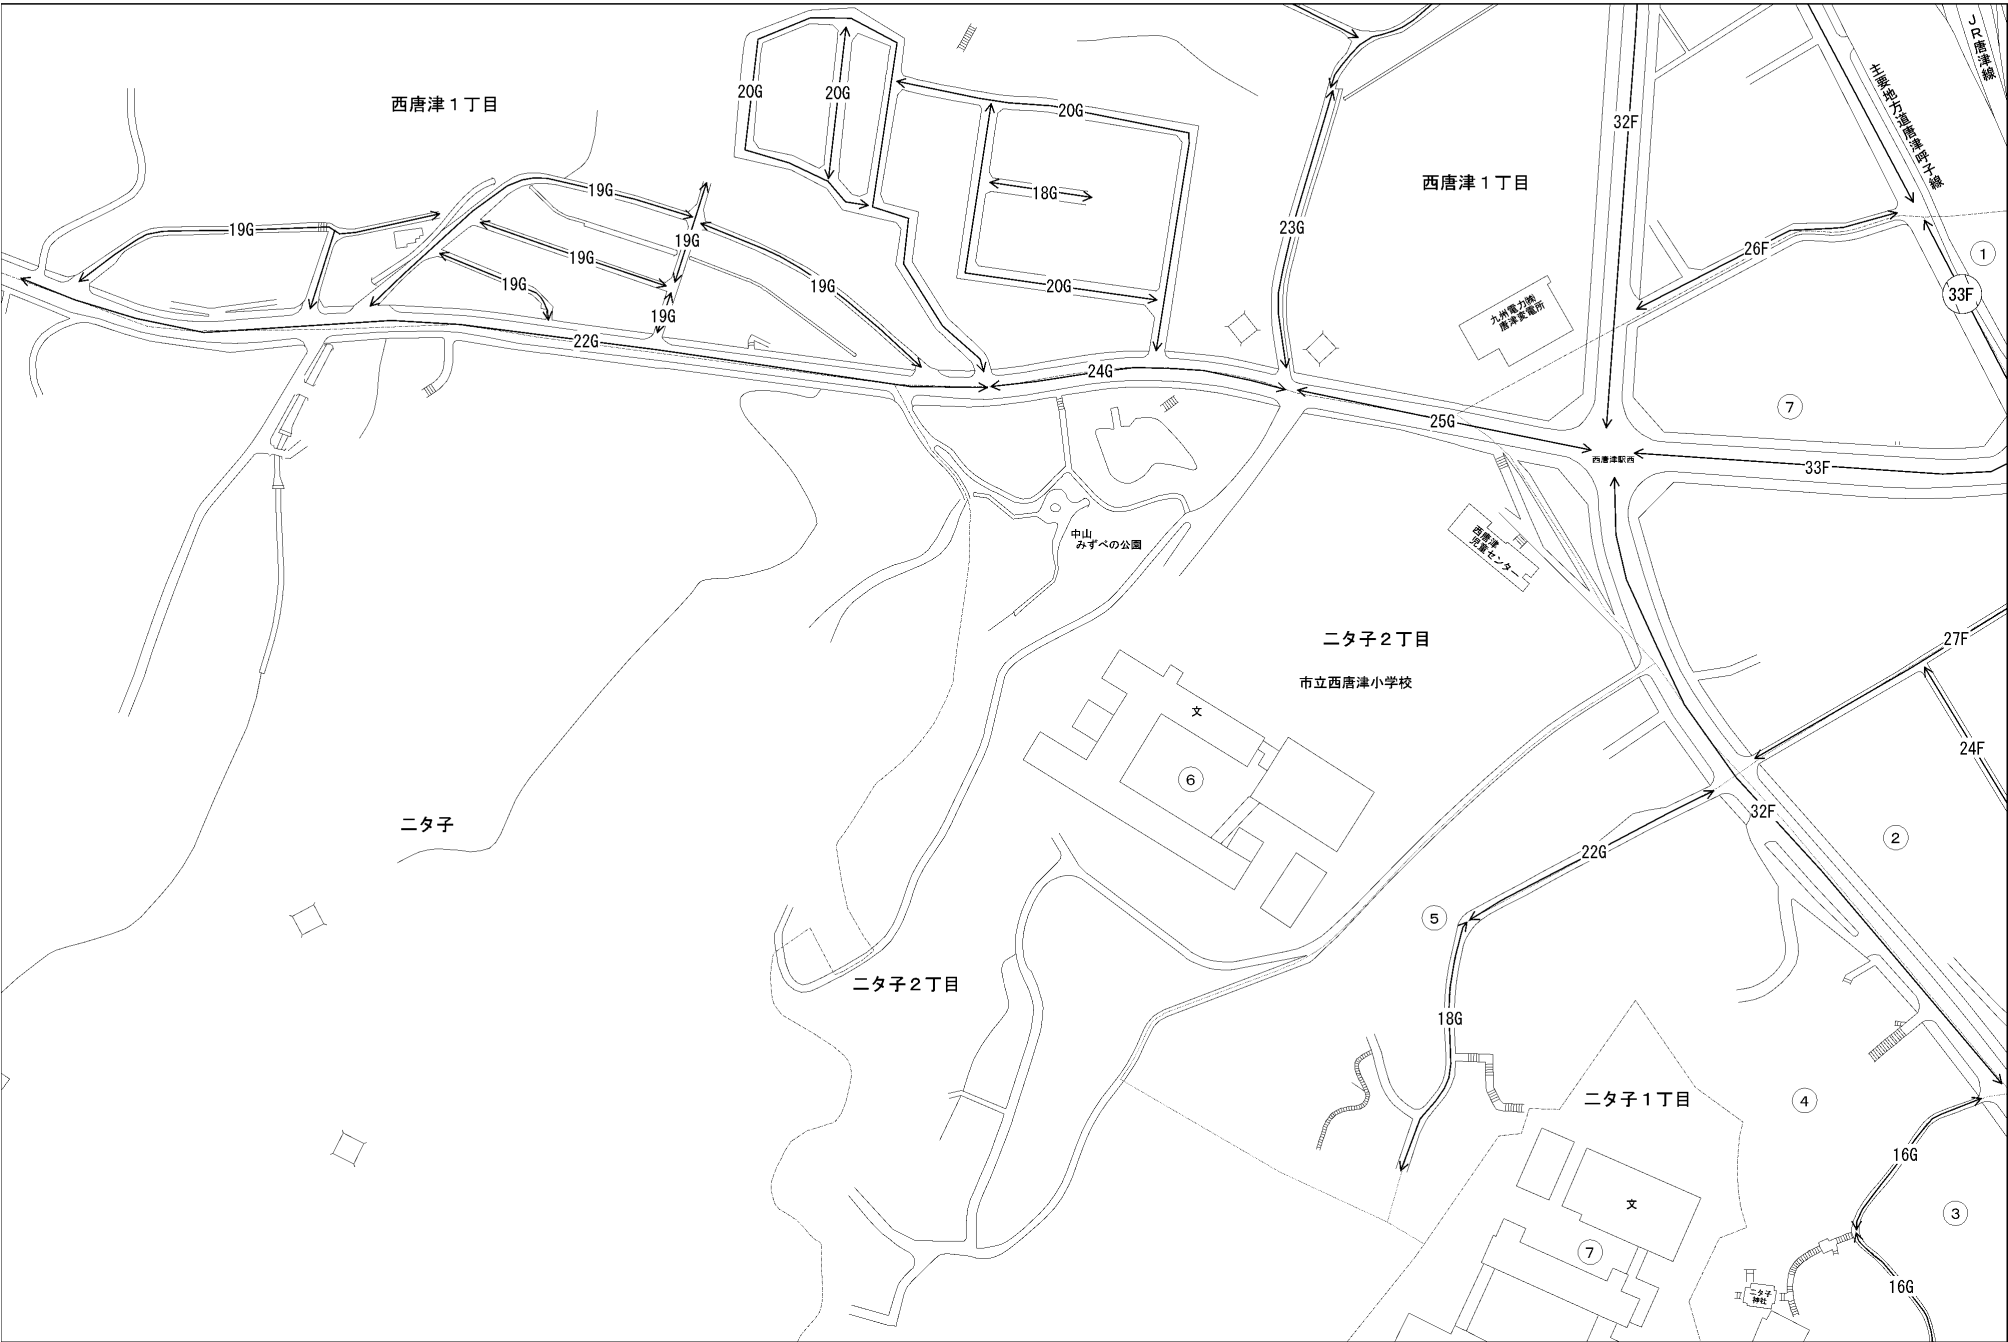 JR唐津線
主要地方道唐津呼子線
西唐津１丁目
20G
20G
20G
32F
西唐津１丁目
19G
18G
19G
19G
23G
26F
1
19G
19G
19G
20G
33F
19G
九州電力㈱
唐津変電所
22G
24G
7
25G
西唐津駅西
33F
中山
みずべの公園
西唐津
児童センター
二タ子２丁目
27F
市立西唐津小学校
文
24F
6
32F
二タ子
22G
2
5
二タ子２丁目
18G
二タ子１丁目
4
16G
文
3
7
16G
二タ子
神社